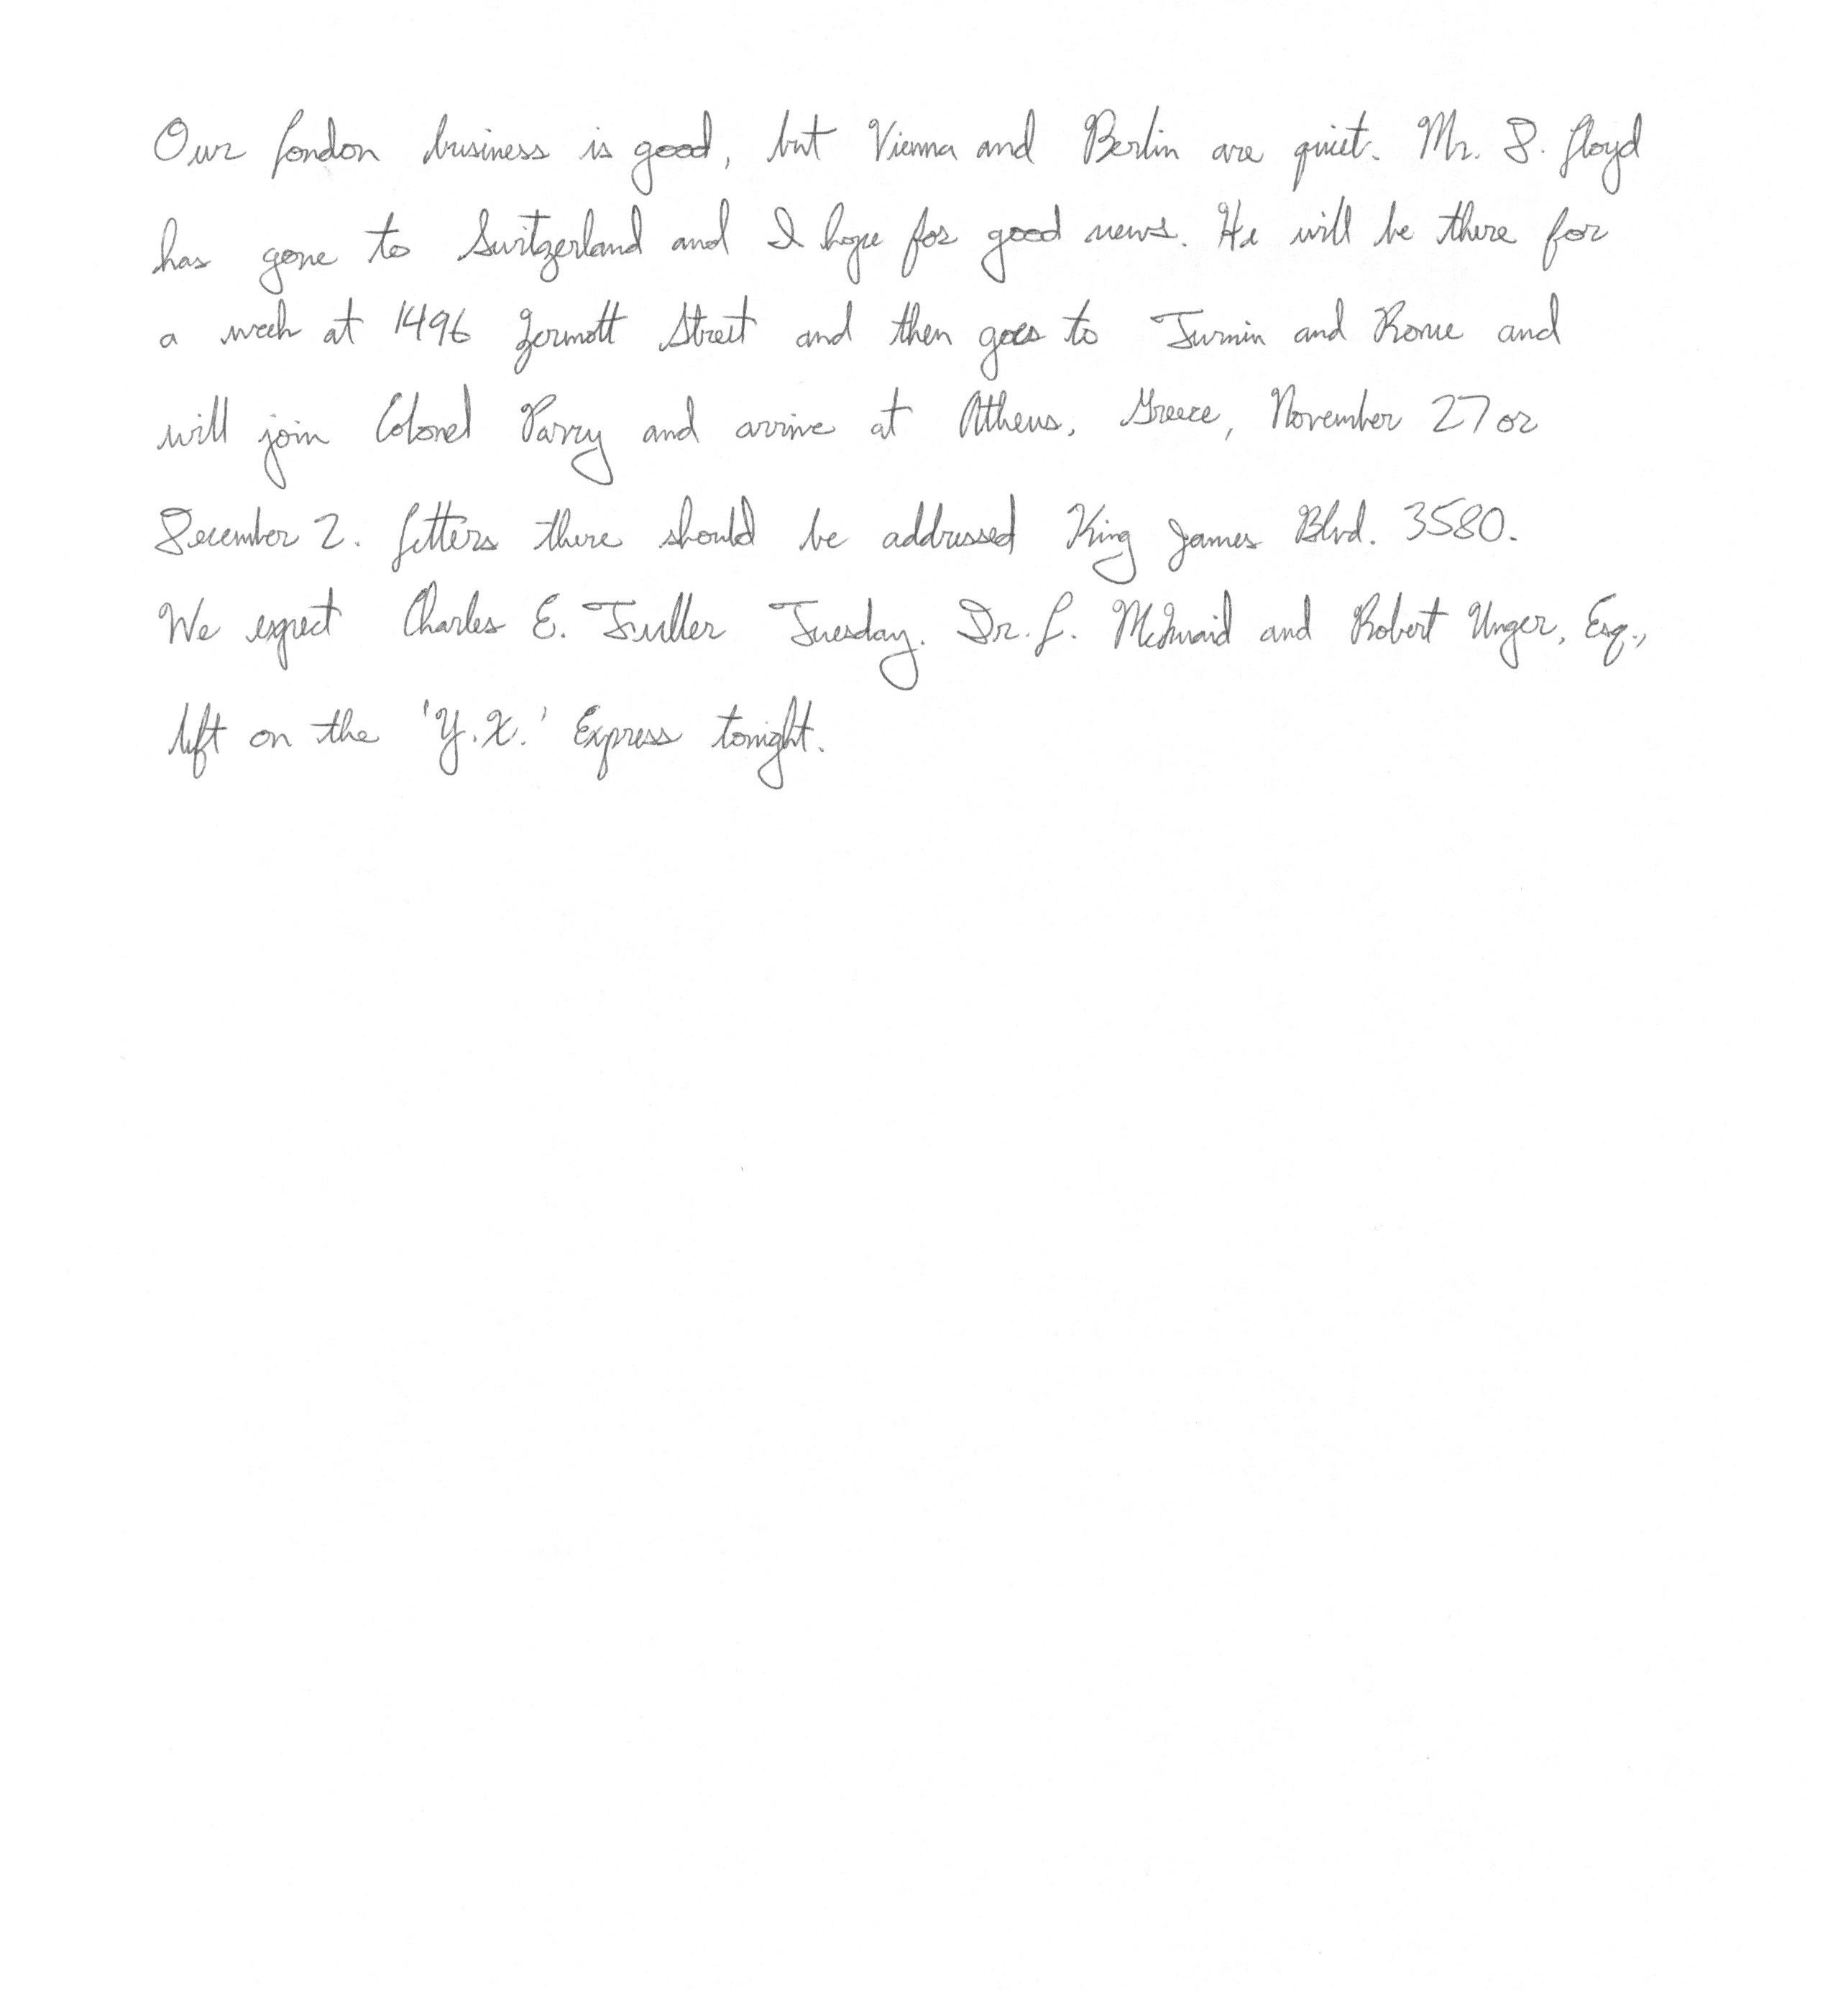 Our London business is good, but Vienna and Berlin are quiet. Mr. D. Lloyd
has gone to Switzerland and I hope for good news. He will be there for
a week at 1496 Zermott Street and then goes to Turnin and Rome and
will join Colonel Parry and arrive at Athens, Greece, November 27 or
December 2. Letters there should be addressed King James Blvd. 3580.
We expect Charles E. Fuller Tuesday. Dr. L. McQuaid and Robert Unger, Esq.,
left on the 'Y.X.' Express tonight.